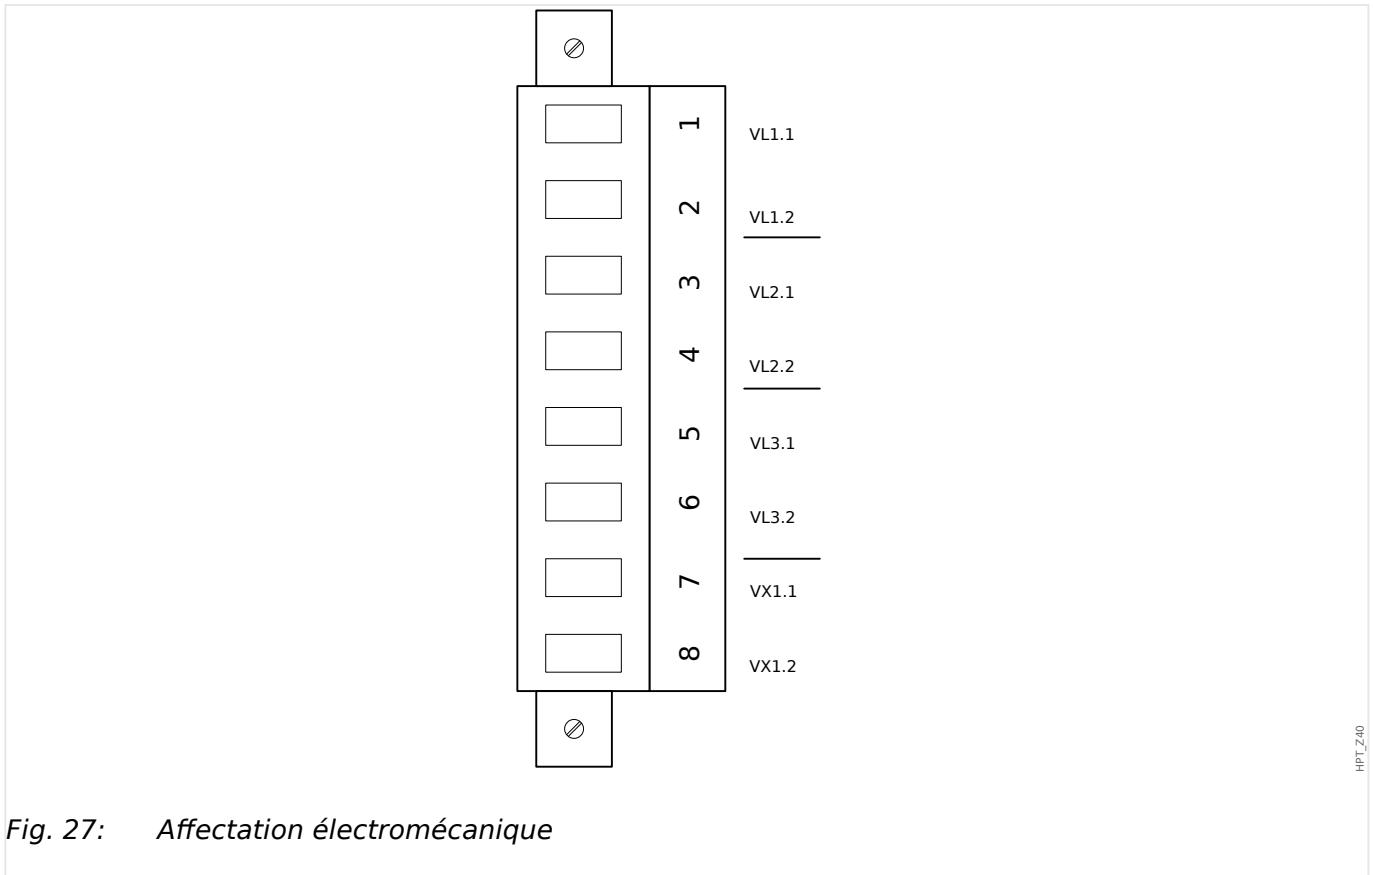 1 VL1.1
2 VL1.2
3 VL2.1
4 VL2.2
5 VL3.1
6 VL3.2
7 VX1.1
8 VX1.2
HPT_Z40
Fig. 27: Affectation électromécanique